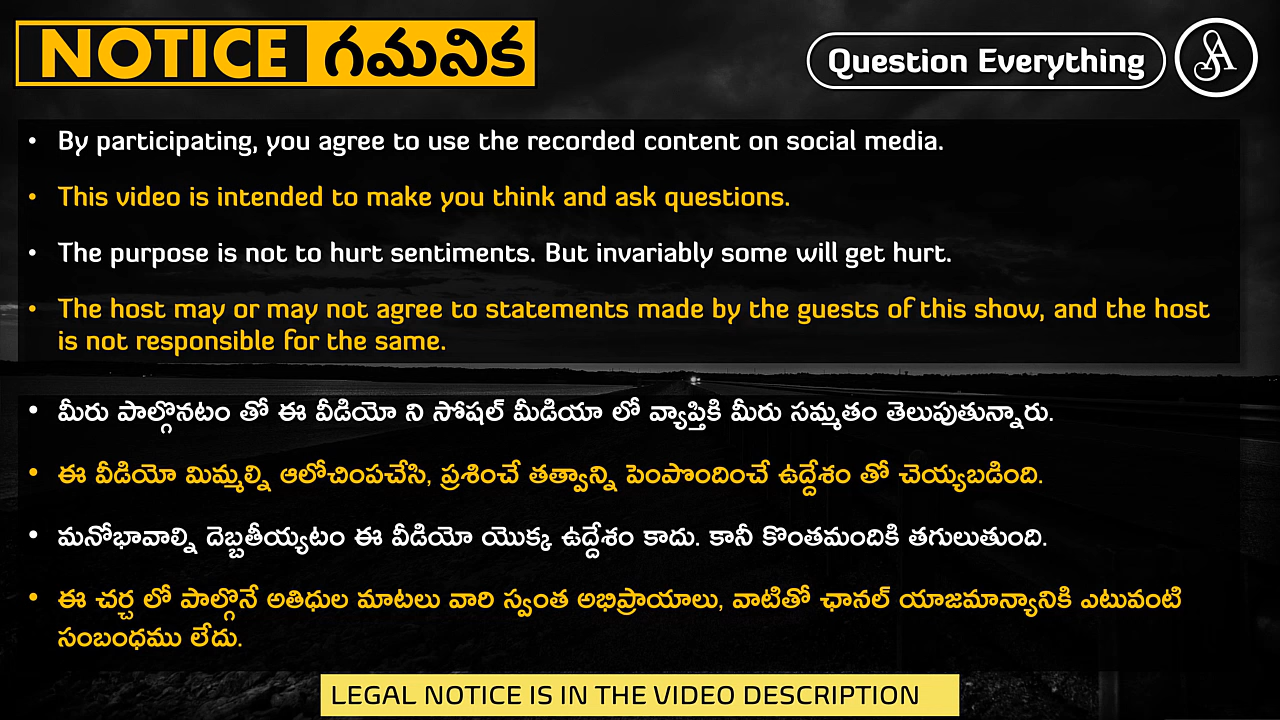 NOTICE గమనిక
Question Everything
• By participating, you agree to use the recorded content on social media.
• This video is intended to make you think and ask questions.
• The purpose is not to hurt sentiments. But invariably some will get hurt.
• The host may or may not agree to statements made by the guests of this show, and the host
is not responsible for the same.
• మీరు పాల్గొనటం తో ఈ వీడియో ని సోషల్ మీడియా లో వ్యాప్తికి మీరు సమ్మతం తెలుపుతున్నారు.
• ఈ వీడియో మిమ్మల్ని ఆలోచింపచేసి, ప్రశించే తత్వాన్ని పెంపొందించే ఉద్దేశం తో చెయ్యబడింది.
• మనోభావాల్ని దెబ్బతీయ్యటం ఈ వీడియో యొక్క ఉద్దేశం కాదు. కానీ కొంతమందికి తగులుతుంది.
• ఈ చర్చ లో పాల్గొనే అతిధుల మాటలు వారి స్వంత అభిప్రాయాలు, వాటితో ఛానల్ యాజమాన్యానికి ఎటువంటి
సంబంధము లేదు.
LEGAL NOTICE IS IN THE VIDEO DESCRIPTION